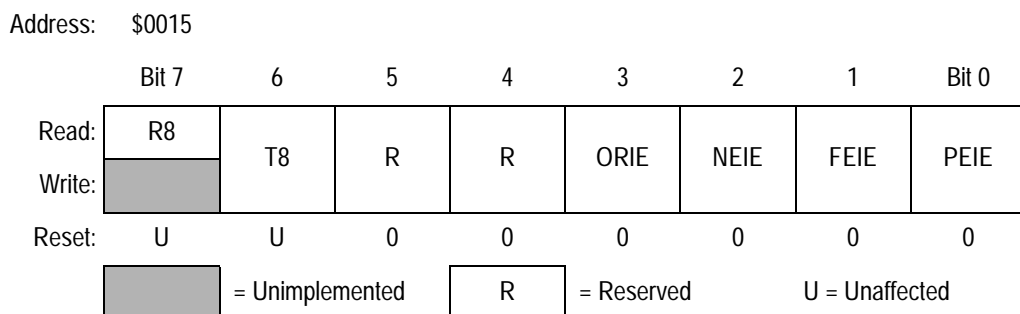 Address: $0015
Bit 7 6 5 4 3 2 1 Bit 0
Read: R8 T8 R R ORIE NEIE FEIE PEIE
Write:
Reset: U U 0 0 0 0 0 0
= Unimplemented R = Reserved U = Unaffected